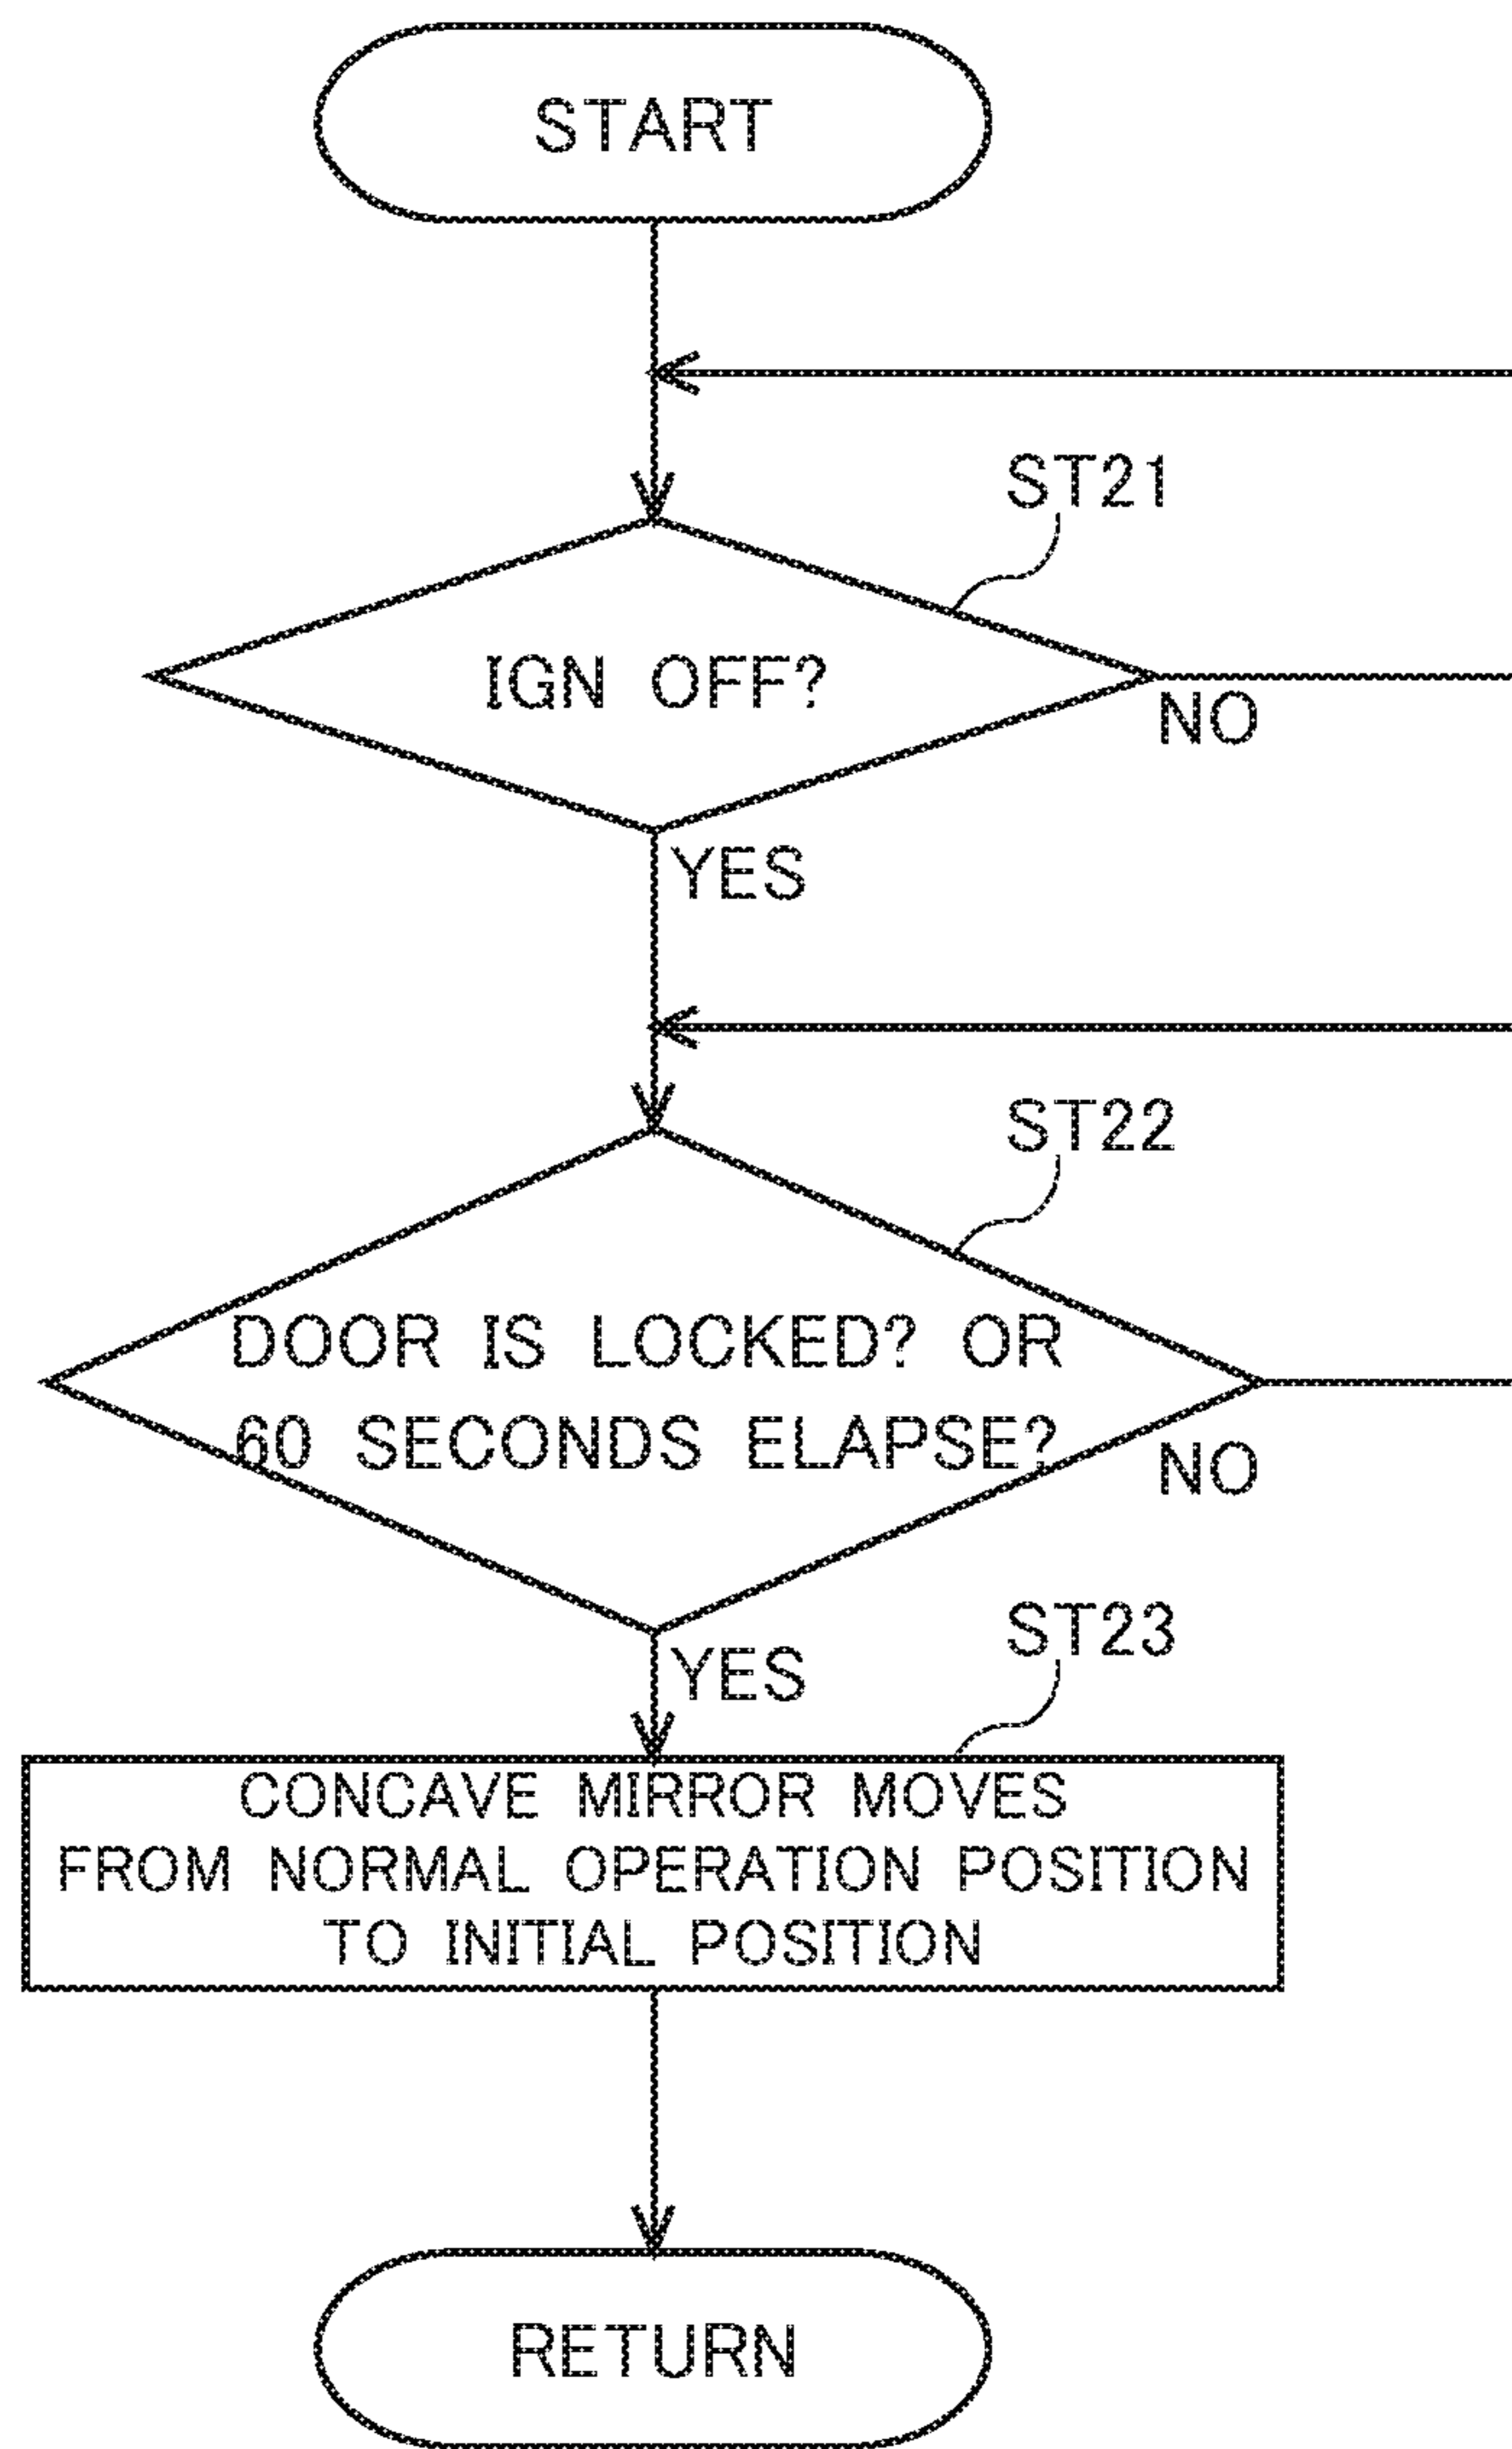 START
ST21
IGN OFF?
NO
YES
ST22
DOOR IS LOCKED? OR
60 SECONDS ELAPSE?
NO
YES
ST23
CONCAVE MIRROR MOVES
FROM NORMAL OPERATION POSITION
TO INITIAL POSITION
RETURN